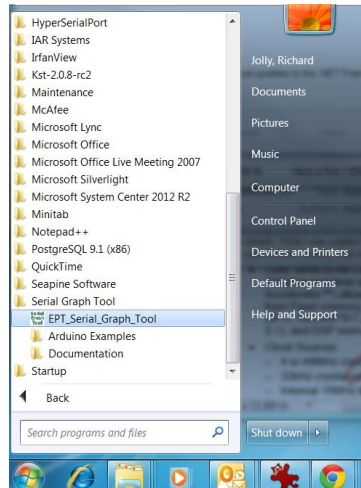 HyperSerialPort
IAR Systems
IrfanView
Kst-2.0.8-rc2
Maintenance
McAfee
Microsoft Lync
Microsoft Office
Microsoft Office Live Meeting 2007
Microsoft Silverlight
Microsoft System Center 2012 R2
Minitab
Notepad++
PostgreSQL 9.1 (x86)
QuickTime
Seapine Software
Serial Graph Tool
EPT_Serial_Graph_Tool
Arduino Examples
Documentation
Startup
Back
Search programs and files
Jolly, Richard
Documents
Pictures
Music
Computer
Control Panel
Devices and Printers
Default Programs
Help and Support
Shut down